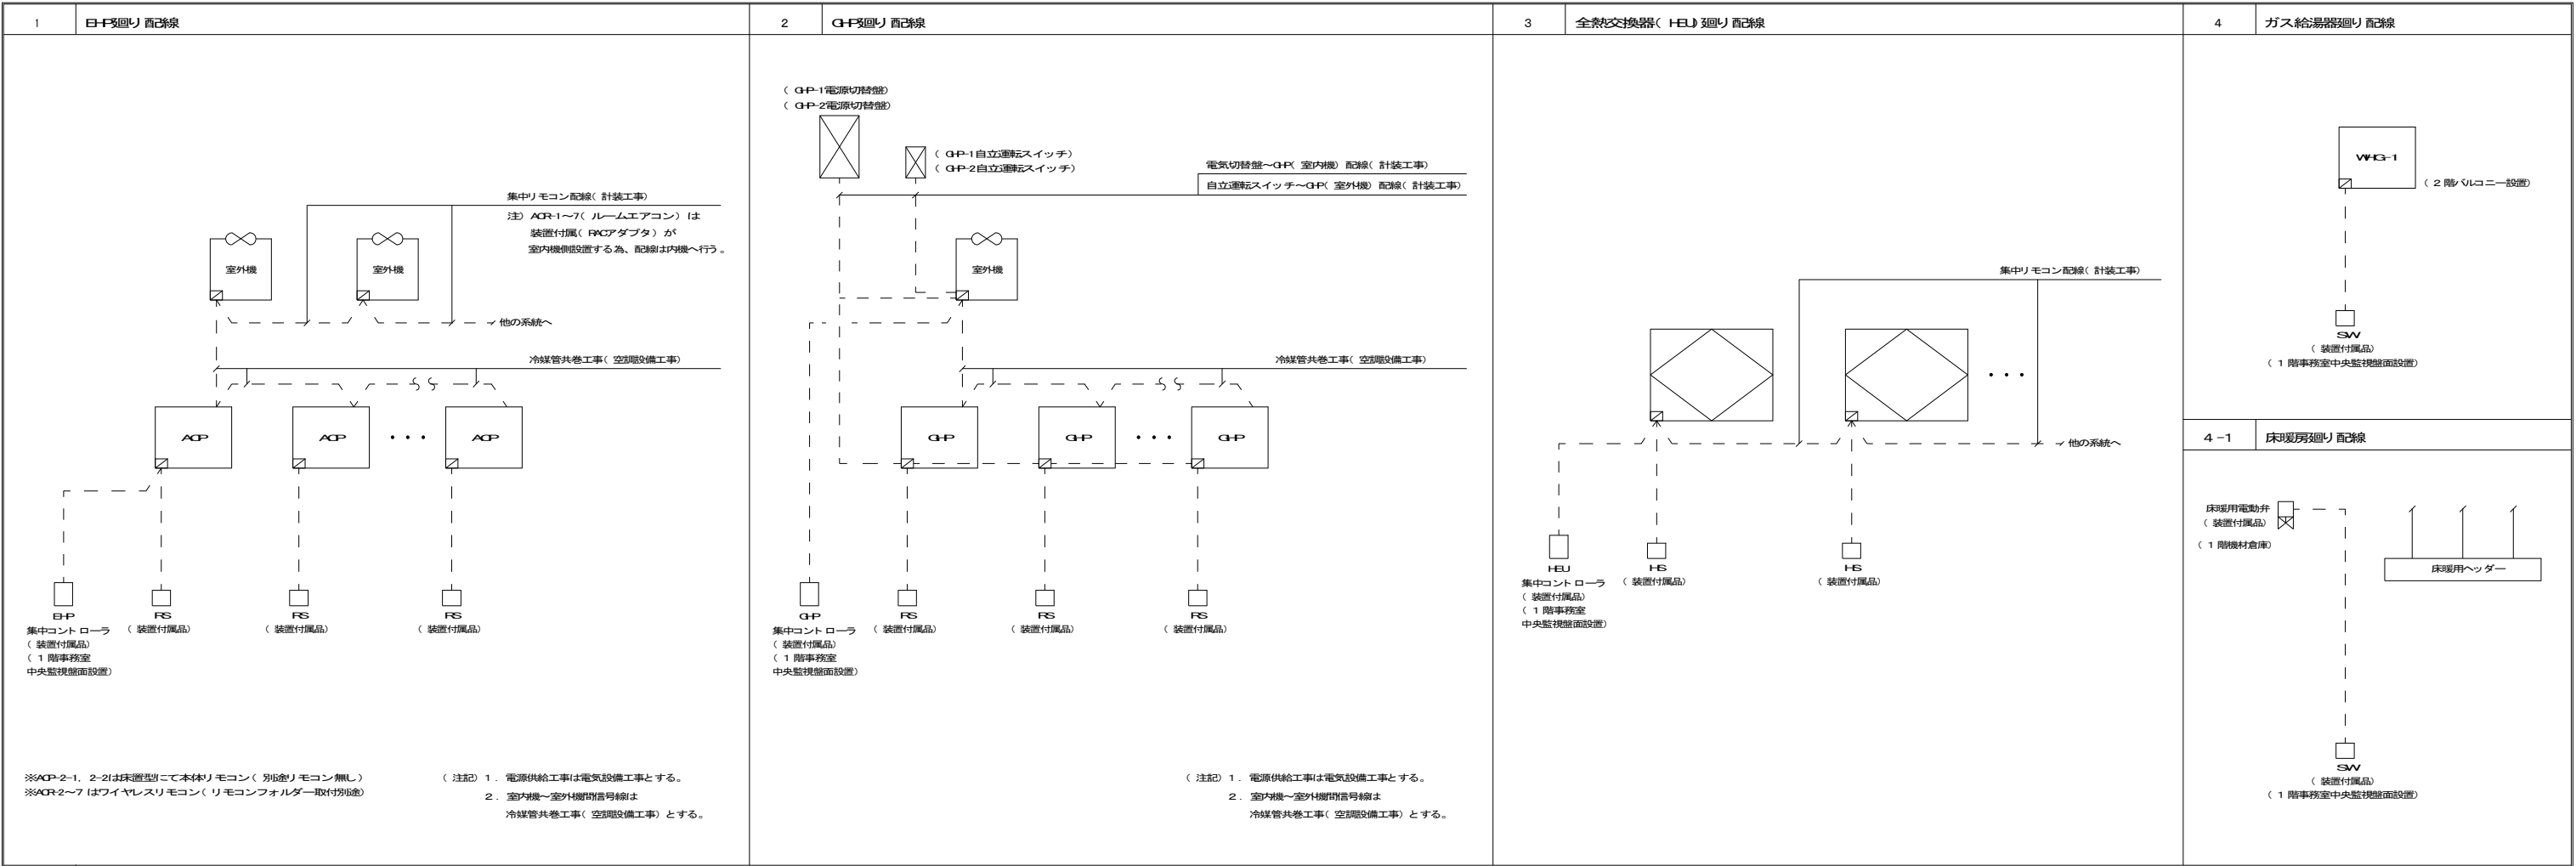 1 EHP廻り配線
集中リモコン配線(計装工事)
注)ACR-1～7(ルームエアコン)は
装置付属(RACアダプタ)が
室内機側設置する為、配線は内機へ行う。
室外機
室外機
他の系統へ
冷媒管共巻工事(空調設備工事)
ACP
ACP
・・・
ACP
EHP
集中コントローラ
(装置付属品)
(1階事務室
中央監視盤面設置)
RS
(装置付属品)
RS
(装置付属品)
RS
(装置付属品)
※ACP-2-1, 2-2は床置型にて本体リモコン(別途リモコン無し)
※ACR-2～7はワイヤレスリモコン(リモコンフォルダー取付別途)
(注記)1. 電源供給工事は電気設備工事とする。
2. 室内機～室外機間信号線は
冷媒管共巻工事(空調設備工事)とする。
2 GHP廻り配線
(GHP-1電源切替盤)
(GHP-2電源切替盤)
(GHP-1自立運転スイッチ)
(GHP-2自立運転スイッチ)
電気切替盤～GHP(室内機)配線(計装工事)
自立運転スイッチ～GHP(室外機)配線(計装工事)
室外機
冷媒管共巻工事(空調設備工事)
GHP
GHP
・・・
GHP
GHP
集中コントローラ
(装置付属品)
(1階事務室
中央監視盤面設置)
RS
(装置付属品)
RS
(装置付属品)
RS
(装置付属品)
(注記)1. 電源供給工事は電気設備工事とする。
2. 室内機～室外機間信号線は
冷媒管共巻工事(空調設備工事)とする。
3 全熱交換器(HEU)廻り配線
集中リモコン配線(計装工事)
・・・
他の系統へ
HEU
集中コントローラ
(装置付属品)
(1階事務室
中央監視盤面設置)
HS
(装置付属品)
HS
(装置付属品)
4 ガス給湯器廻り配線
WHG-1
(2階バルコニー設置)
SW
(装置付属品)
(1階事務室中央監視盤面設置)
4-1 床暖房廻り配線
床暖用電動弁
(装置付属品)
(1階機材倉庫)
床暖用ヘッダー
SW
(装置付属品)
(1階事務室中央監視盤面設置)